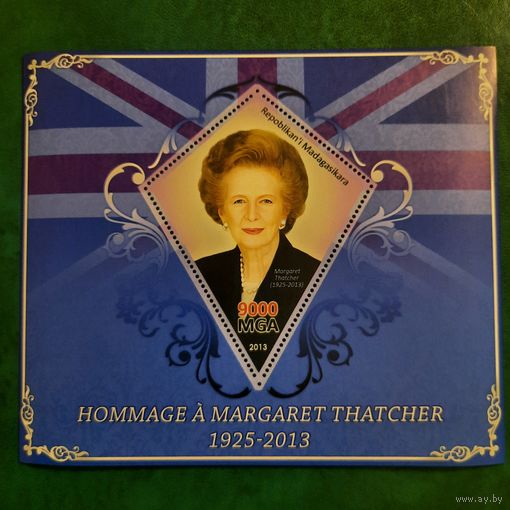 Repoblikan'i Madagasikara
Margaret
Thatcher
(1925-2013)
9000
MGA
2013
HOMMAGE À MARGARET THATCHER
1925-2013
© www.ay.by